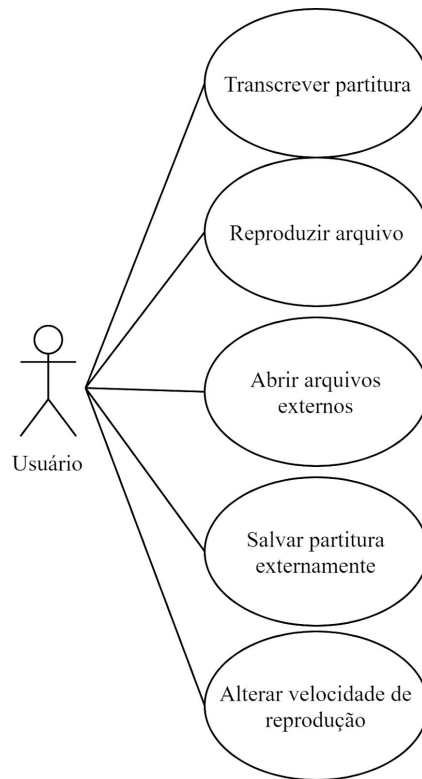 Transcrever partitura
Reproduzir arquivo
Abrir arquivos
externos
Usuário
Salvar partitura
externamente
Alterar velocidade de
reprodução